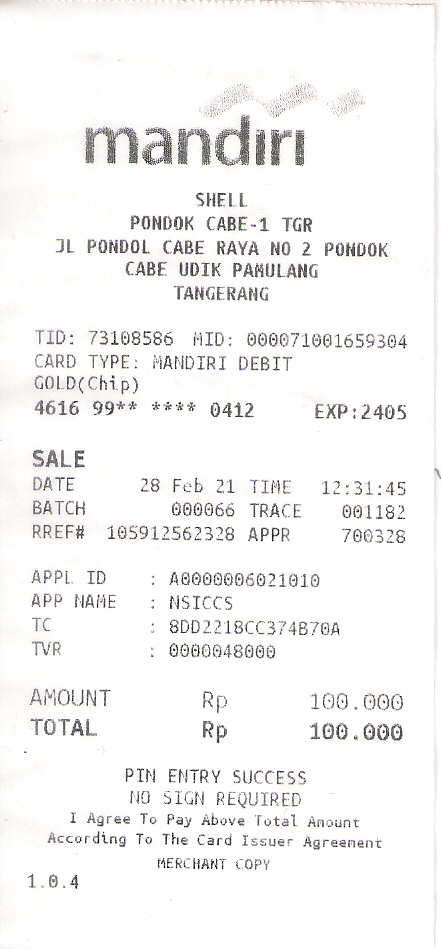 mandiri
SHELL
PONDOK CABE-1 TGR
JL PONDOL CABE RAYA NO 2 PONDOK
CABE UDIK PAMULANG
TANGERANG
TID: 73108586 MID: 000071001659304
CARD TYPE: MANDIRI DEBIT
GOLD(Chip)
4616 99** **** 0412 EXP:2405
SALE
DATE 28 Feb 21 TIME 12:31:45
BATCH 000066 TRACE 001182
RREF# 105912562328 APPR 700328
APPL ID : A0000006021010
APP NAME : NSICCS
TC : 8DD2218CC374B70A
TVR : 0000048000
AMOUNT Rp 100.000
TOTAL Rp 100.000
PIN ENTRY SUCCESS
NO SIGN REQUIRED
I Agree To Pay Above Total Amount
According To The Card Issuer Agreement
MERCHANT COPY
1.0.4